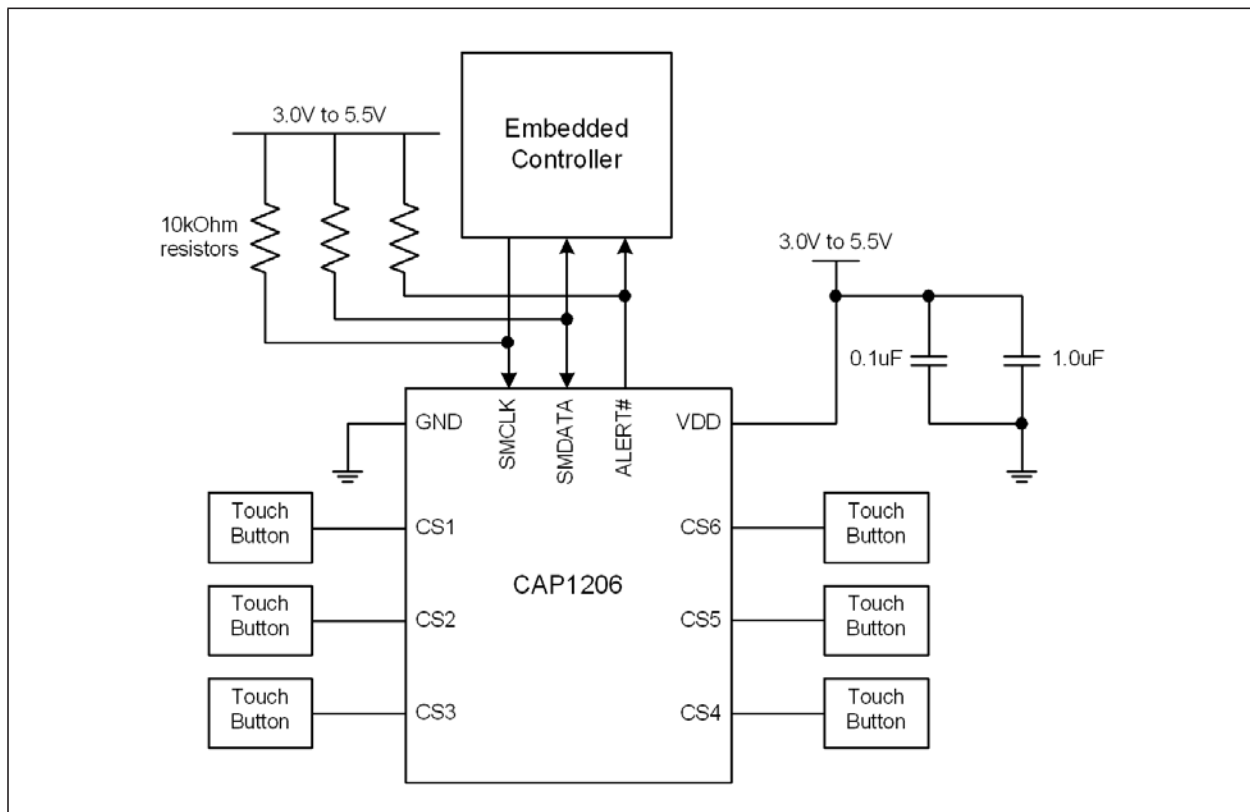 Embedded
Controller
3.0V to 5.5V
10kOhm
resistors
3.0V to 5.5V
0.1uF
1.0uF
GND
SMCLK
SMDATA
ALERT#
VDD
Touch
Button
CS1
CS6
Touch
Button
CAP1206
Touch
Button
CS2
CS5
Touch
Button
Touch
Button
CS3
CS4
Touch
Button